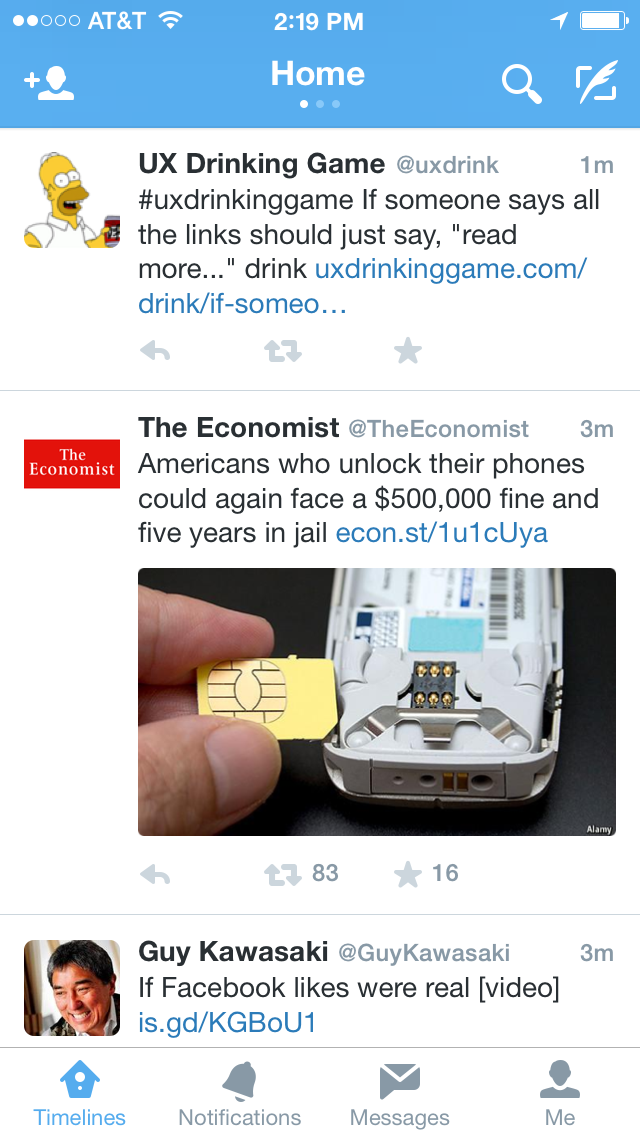 AT&T 2:19 PM
Home
UX Drinking Game @uxdrink 1m
#uxdrinkinggame If someone says all
the links should just say, "read
more..." drink uxdrinkinggame.com/
drink/if-someo…
The Economist @TheEconomist 3m
The
Economist
Americans who unlock their phones
could again face a $500,000 fine and
five years in jail econ.st/1u1cUya
Alamy
83 16
Guy Kawasaki @GuyKawasaki 3m
If Facebook likes were real [video]
is.gd/KGBoU1
Timelines Notifications Messages Me